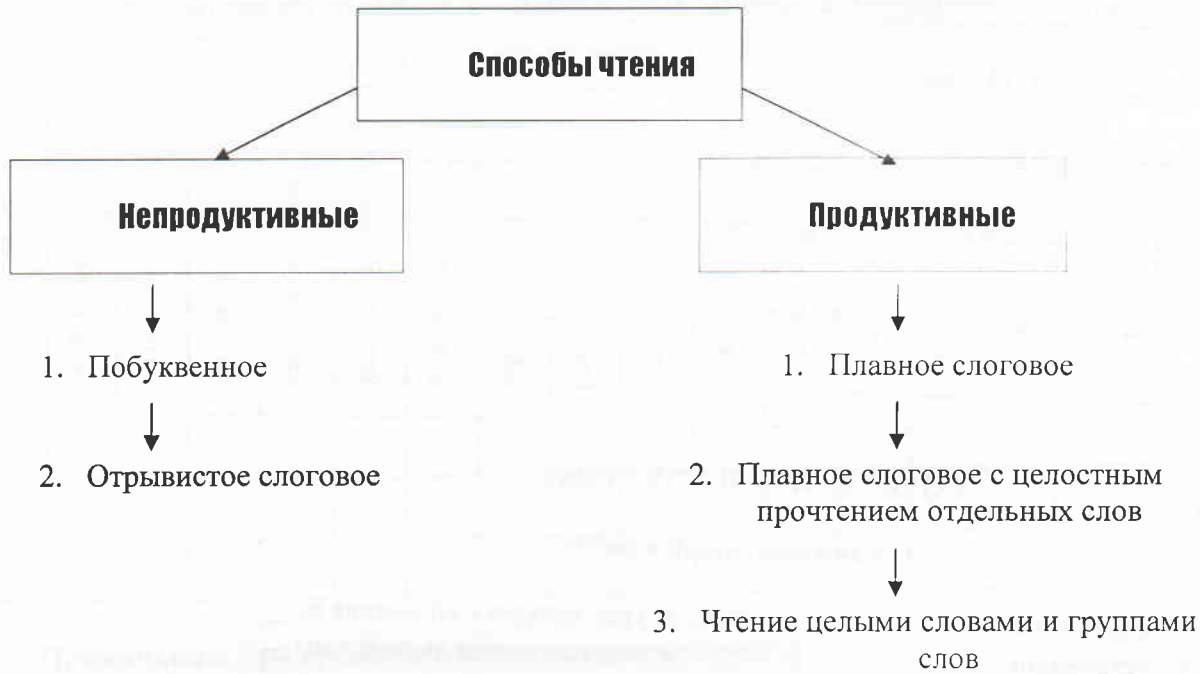 Способы чтения
Непродуктивные
Продуктивные
1. Побуквенное
1. Плавное слоговое
2. Отрывистое слоговое
2. Плавное слоговое с целостным
прочтением отдельных слов
3. Чтение целыми словами и группами
слов